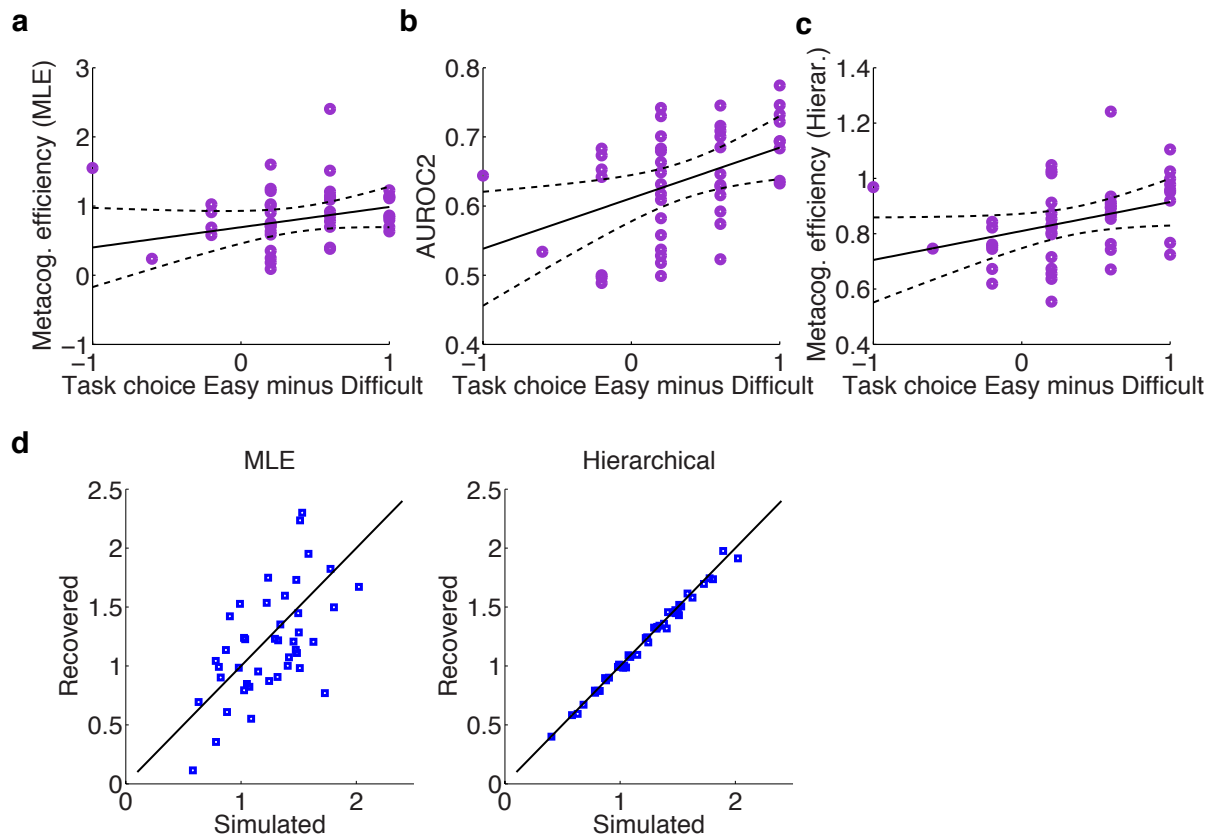 a
Metacog. efficiency (MLE)
3
2
1
0
−1
−1
0
1
Task choice Easy minus Difficult
b
AUROC2
0.8
0.7
0.6
0.5
0.4
−1
0
1
Task choice Easy minus Difficult
c
Metacog. efficiency (Hierar.)
1.4
1.2
1
0.8
0.6
0.4
−1
0
1
Task choice Easy minus Difficult
d
MLE
Recovered
2.5
2
1.5
1
0.5
0
0
1
2
Simulated
Hierarchical
Recovered
2.5
2
1.5
1
0.5
0
0
1
2
Simulated